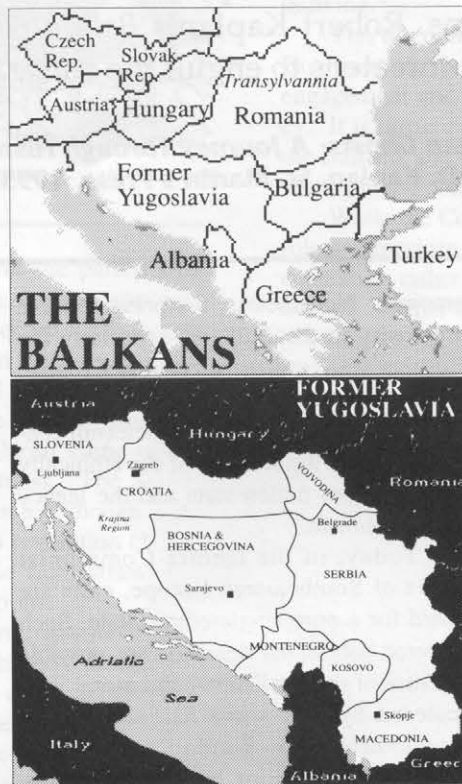 Czech
Rep.
Slovak
Rep.
Transylvannia
Austria
Hungary
Romania
Former
Yugoslavia
Bulgaria
Albania
Turkey
Greece
THE
BALKANS
FORMER
YUGOSLAVIA
Austria
Hungary
SLOVENIA
Ljubljana
Zagreb
CROATIA
VOJVODINA
Romania
Krajina
Region
Belgrade
BOSNIA &
HERCEGOVINA
SERBIA
Sarajevo
MONTENEGRO
KOSOVO
Adriatic
Sea
Skopje
MACEDONIA
Italy
Albania
Greece